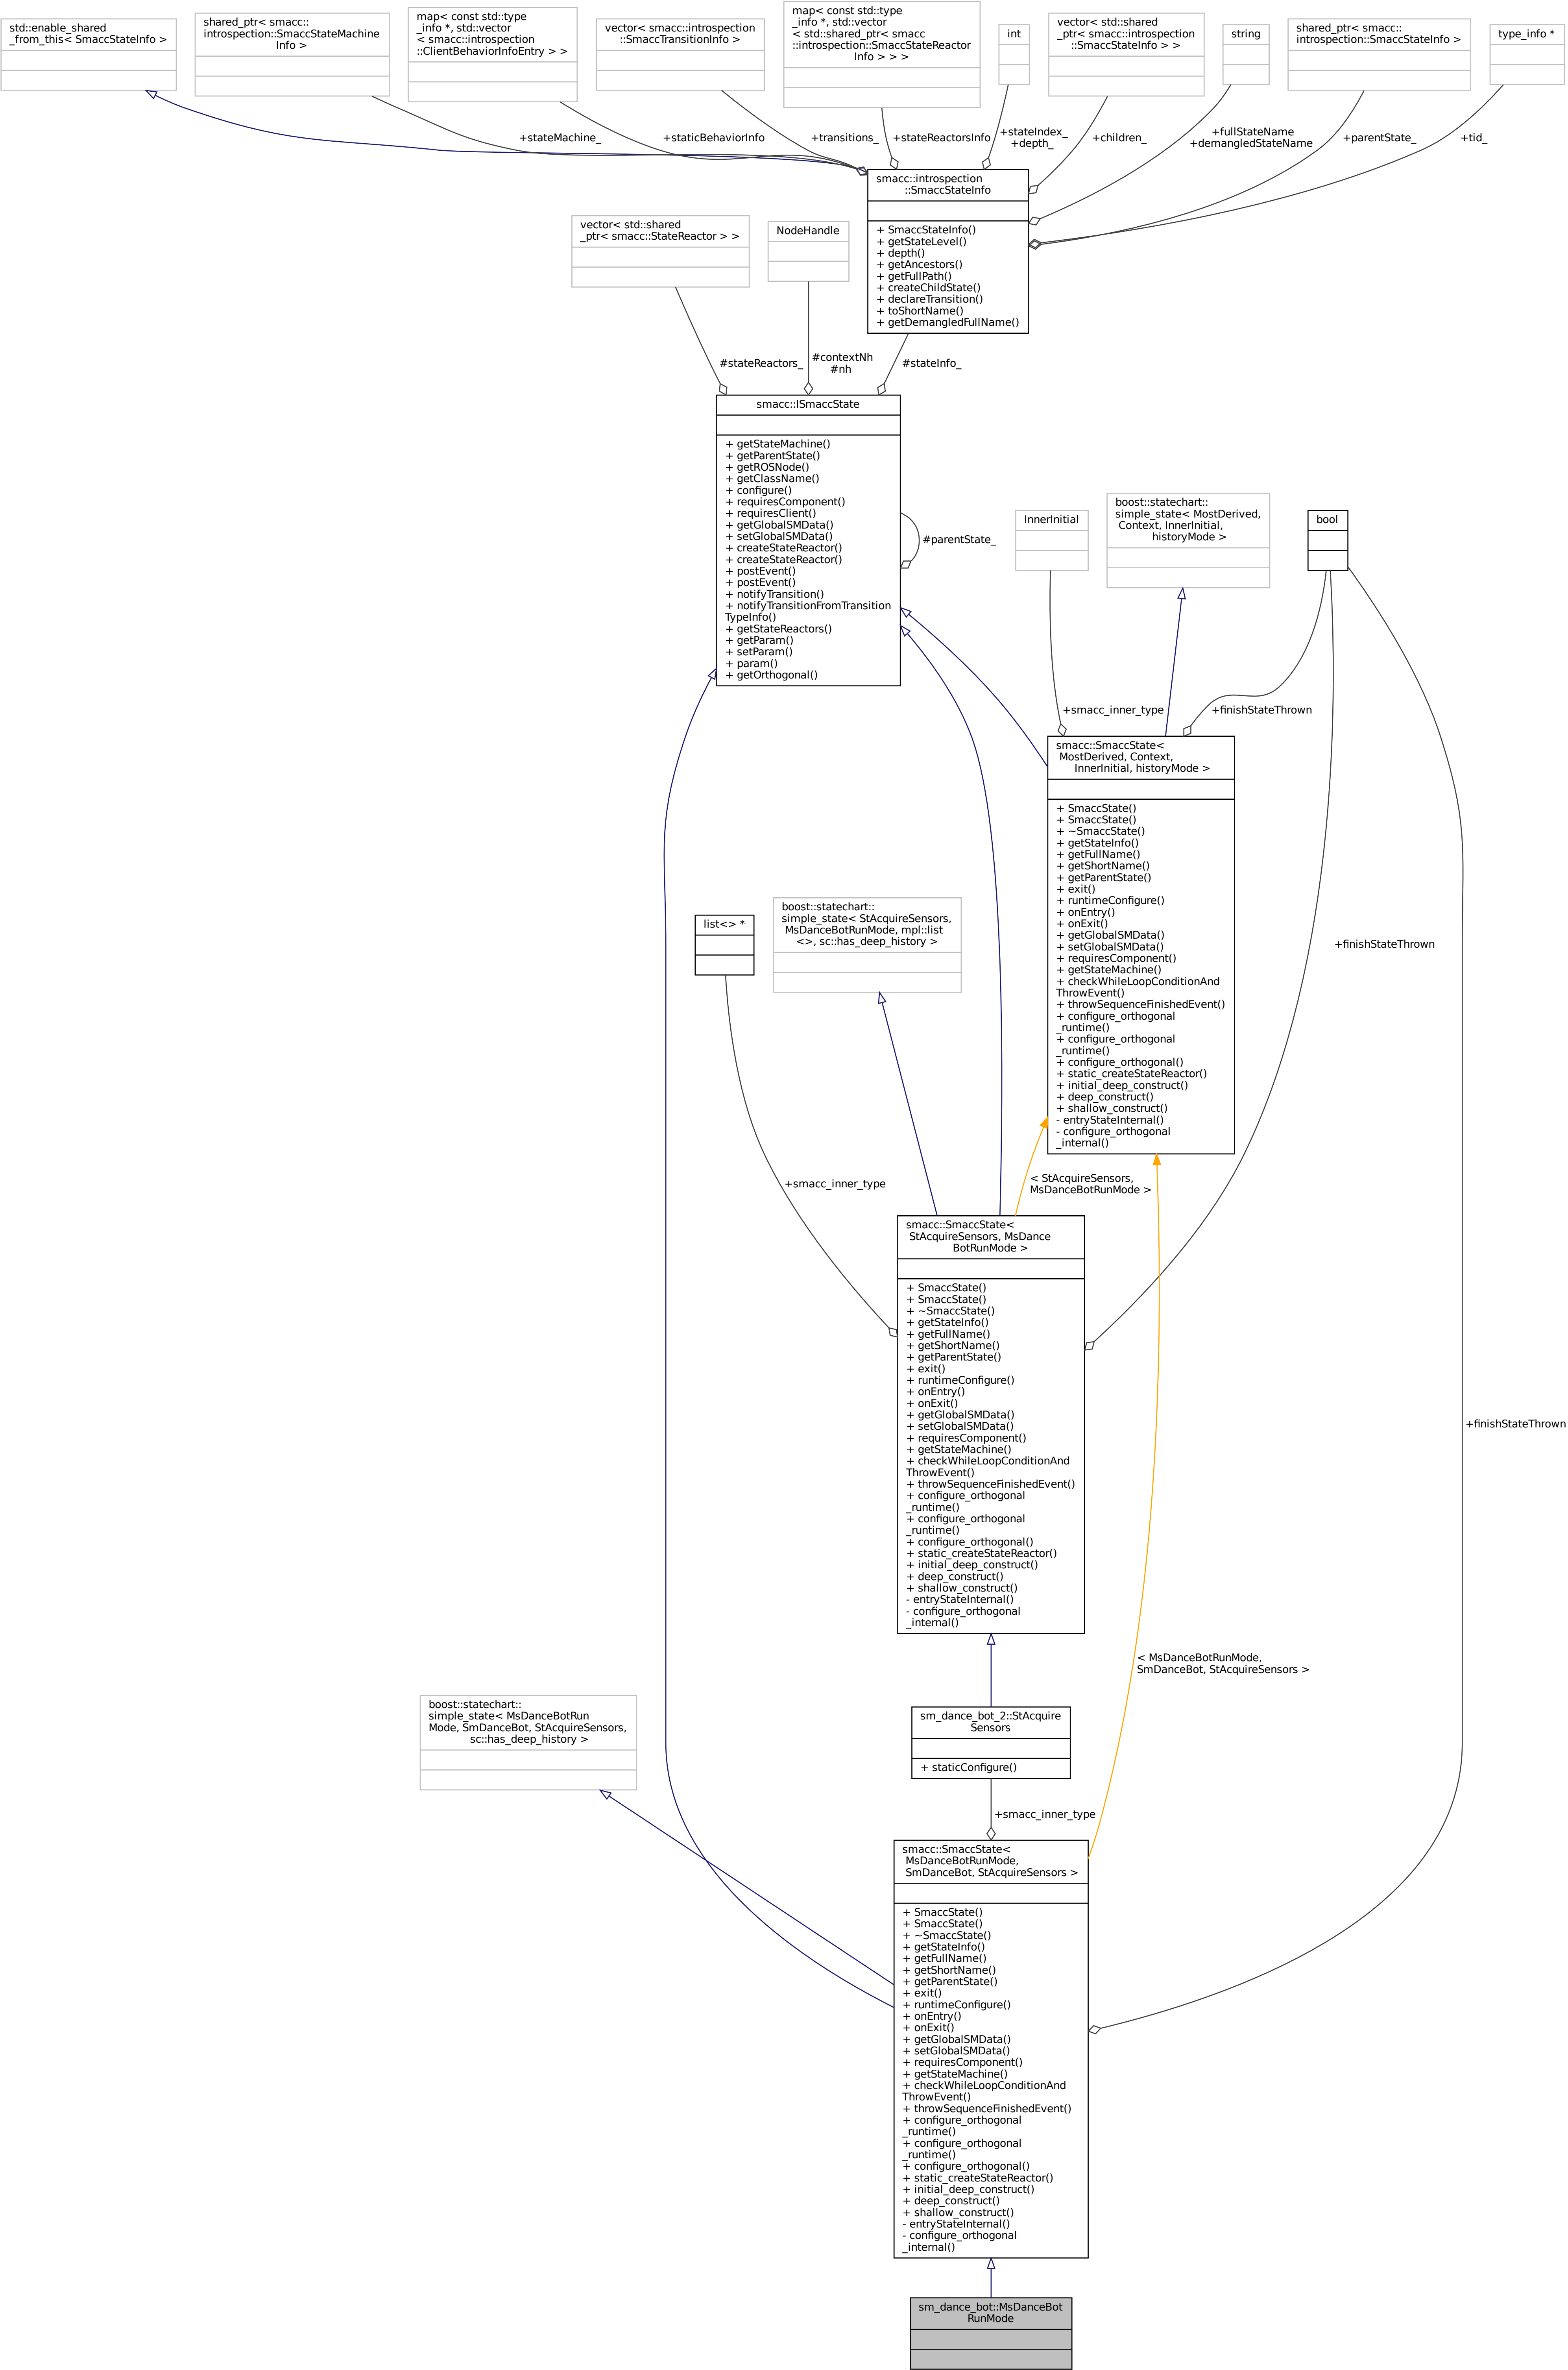 std::enable_shared
_from_this< SmaccStateInfo >
shared_ptr< smacc::
introspection::SmaccStateMachine
Info >
map< const std::type
_info *, std::vector
< smacc::introspection
::ClientBehaviorInfoEntry > >
vector< smacc::introspection
::SmaccTransitionInfo >
map< const std::type
_info *, std::vector
< std::shared_ptr< smacc
::introspection::SmaccStateReactor
Info > > >
int
vector< std::shared
_ptr< smacc::introspection
::SmaccStateInfo > >
string
shared_ptr< smacc::
introspection::SmaccStateInfo >
type_info *
+stateMachine_
+staticBehaviorInfo
+transitions_
+stateReactorsInfo
+stateIndex_
+depth_
+children_
+fullStateName
+demangledStateName
+parentState_
+tid_
smacc::introspection
::SmaccStateInfo
+ SmaccStateInfo()
+ getStateLevel()
+ depth()
+ getAncestors()
+ getFullPath()
+ createChildState()
+ declareTransition()
+ toShortName()
+ getDemangledFullName()
vector< std::shared
_ptr< smacc::StateReactor > >
NodeHandle
#stateReactors_
#contextNh
#nh
#stateInfo_
smacc::ISmaccState
+ getStateMachine()
+ getParentState()
+ getROSNode()
+ getClassName()
+ configure()
+ requiresComponent()
+ requiresClient()
+ getGlobalSMData()
+ setGlobalSMData()
+ createStateReactor()
+ createStateReactor()
+ postEvent()
+ postEvent()
+ notifyTransition()
+ notifyTransitionFromTransition
TypeInfo()
+ getStateReactors()
+ getParam()
+ setParam()
+ param()
+ getOrthogonal()
#parentState_
InnerInitial
boost::statechart::
simple_state< MostDerived,
Context, InnerInitial,
historyMode >
bool
+smacc_inner_type
+finishStateThrown
smacc::SmaccState<
MostDerived, Context,
InnerInitial, historyMode >
+ SmaccState()
+ SmaccState()
+ ~SmaccState()
+ getStateInfo()
+ getFullName()
+ getShortName()
+ getParentState()
+ exit()
+ runtimeConfigure()
+ onEntry()
+ onExit()
+ getGlobalSMData()
+ setGlobalSMData()
+ requiresComponent()
+ getStateMachine()
+ checkWhileLoopConditionAnd
ThrowEvent()
+ throwSequenceFinishedEvent()
+ configure_orthogonal
_runtime()
+ configure_orthogonal
_runtime()
+ configure_orthogonal()
+ static_createStateReactor()
+ initial_deep_construct()
+ deep_construct()
+ shallow_construct()
- entryStateInternal()
- configure_orthogonal
_internal()
+finishStateThrown
list<> *
boost::statechart::
simple_state< StAcquireSensors,
MsDanceBotRunMode, mpl::list
<>, sc::has_deep_history >
+smacc_inner_type
< StAcquireSensors,
MsDanceBotRunMode >
smacc::SmaccState<
StAcquireSensors, MsDance
BotRunMode >
+ SmaccState()
+ SmaccState()
+ ~SmaccState()
+ getStateInfo()
+ getFullName()
+ getShortName()
+ getParentState()
+ exit()
+ runtimeConfigure()
+ onEntry()
+ onExit()
+ getGlobalSMData()
+ setGlobalSMData()
+ requiresComponent()
+ getStateMachine()
+ checkWhileLoopConditionAnd
ThrowEvent()
+ throwSequenceFinishedEvent()
+ configure_orthogonal
_runtime()
+ configure_orthogonal
_runtime()
+ configure_orthogonal()
+ static_createStateReactor()
+ initial_deep_construct()
+ deep_construct()
+ shallow_construct()
- entryStateInternal()
- configure_orthogonal
_internal()
+finishStateThrown
< MsDanceBotRunMode,
SmDanceBot, StAcquireSensors >
boost::statechart::
simple_state< MsDanceBotRun
Mode, SmDanceBot, StAcquireSensors,
sc::has_deep_history >
sm_dance_bot_2::StAcquire
Sensors
+ staticConfigure()
+smacc_inner_type
smacc::SmaccState<
MsDanceBotRunMode,
SmDanceBot, StAcquireSensors >
+ SmaccState()
+ SmaccState()
+ ~SmaccState()
+ getStateInfo()
+ getFullName()
+ getShortName()
+ getParentState()
+ exit()
+ runtimeConfigure()
+ onEntry()
+ onExit()
+ getGlobalSMData()
+ setGlobalSMData()
+ requiresComponent()
+ getStateMachine()
+ checkWhileLoopConditionAnd
ThrowEvent()
+ throwSequenceFinishedEvent()
+ configure_orthogonal
_runtime()
+ configure_orthogonal
_runtime()
+ configure_orthogonal()
+ static_createStateReactor()
+ initial_deep_construct()
+ deep_construct()
+ shallow_construct()
- entryStateInternal()
- configure_orthogonal
_internal()
sm_dance_bot::MsDanceBot
RunMode